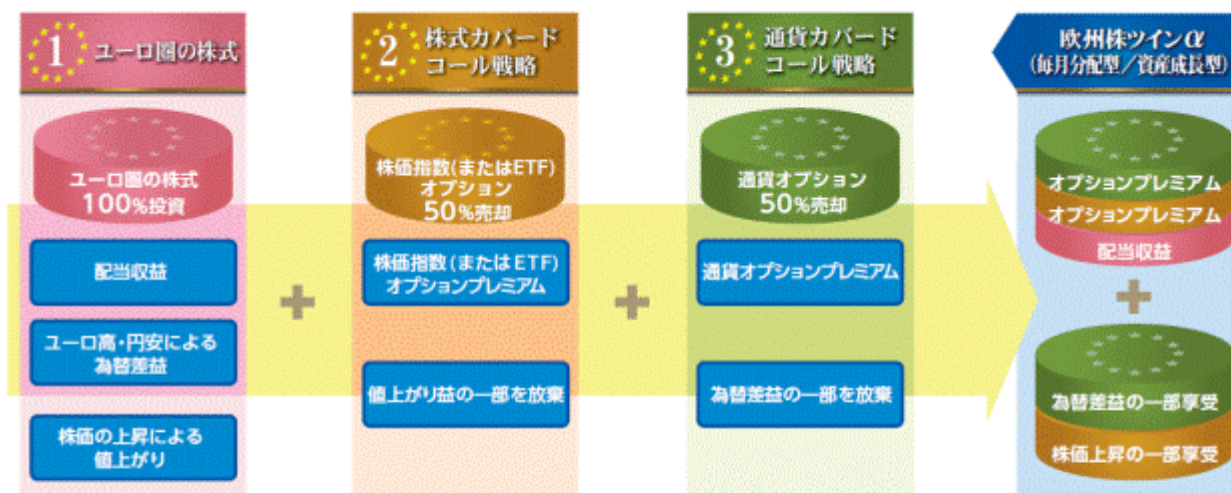 1 ユーロ圏の株式
ユーロ圏の株式
100%投資
配当収益
ユーロ高・円安による
為替差益
株価の上昇による
値上がり
2 株式カバード
コール戦略
株価指数(またはETF)
オプション
50%売却
株価指数(またはETF)
オプションプレミアム
値上がり益の一部を放棄
3 通貨カバード
コール戦略
通貨オプション
50%売却
通貨オプションプレミアム
為替差益の一部を放棄
欧州株ツインα
(毎月分配型/資産成長型)
オプションプレミアム
オプションプレミアム
配当収益
+
+
+
為替差益の一部享受
株価上昇の一部享受